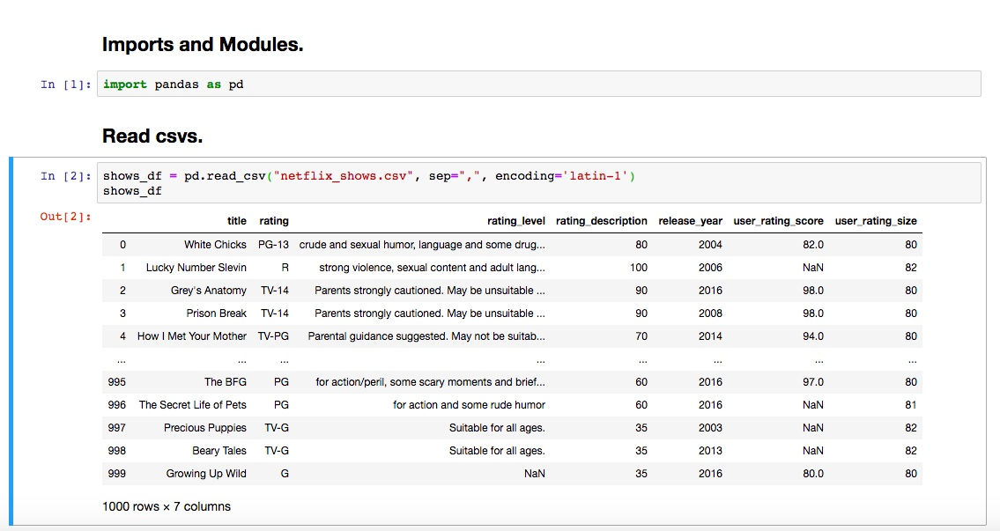 Imports and Modules.
In [1]: import pandas as pd
Read csvs.
In [2]: shows_df = pd.read_csv("netflix_shows.csv", sep=",", encoding='latin-1')
shows_df
Out[2]:
title rating rating_level rating_description release_year user_rating_score user_rating_size
0 White Chicks PG-13 crude and sexual humor, language and some drug... 80 2004 82.0 80
1 Lucky Number Slevin R strong violence, sexual content and adult lang... 100 2006 NaN 82
2 Grey's Anatomy TV-14 Parents strongly cautioned. May be unsuitable ... 90 2016 98.0 80
3 Prison Break TV-14 Parents strongly cautioned. May be unsuitable ... 90 2008 98.0 80
4 How I Met Your Mother TV-PG Parental guidance suggested. May not be suitab... 70 2014 94.0 80
... ... ... ... ... ... ... ...
995 The BFG PG for action/peril, some scary moments and brief... 60 2016 97.0 80
996 The Secret Life of Pets PG for action and some rude humor 60 2016 NaN 81
997 Precious Puppies TV-G Suitable for all ages. 35 2003 NaN 82
998 Beary Tales TV-G Suitable for all ages. 35 2013 NaN 82
999 Growing Up Wild G NaN 35 2016 80.0 80
1000 rows × 7 columns